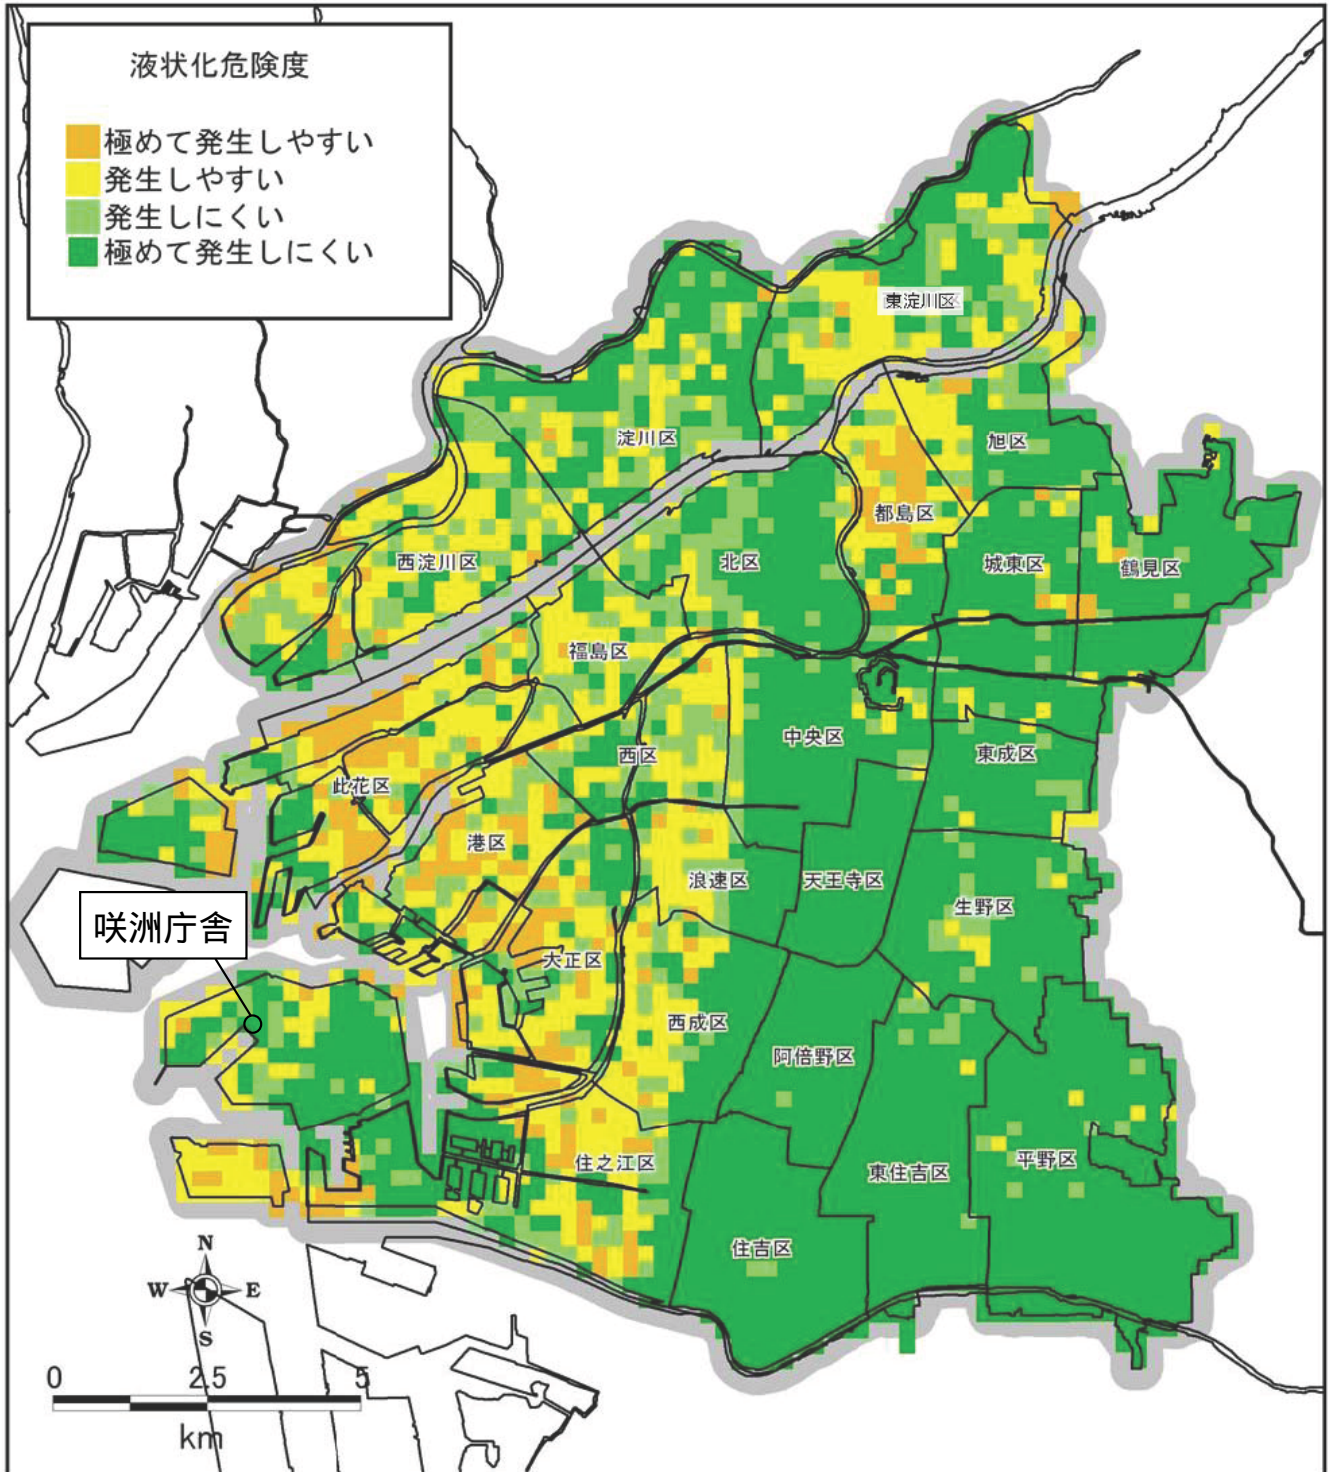 液状化危険度
極めて発生しやすい
発生しやすい
発生しにくい
極めて発生しにくい
東淀川区
淀川区
旭区
都島区
西淀川区
北区
城東区
鶴見区
福島区
中央区
西区
東成区
此花区
港区
浪速区
天王寺区
生野区
咲洲庁舎
大正区
西成区
阿倍野区
住之江区
東住吉区
平野区
住吉区
N
W
E
S
0 2.5 5
km